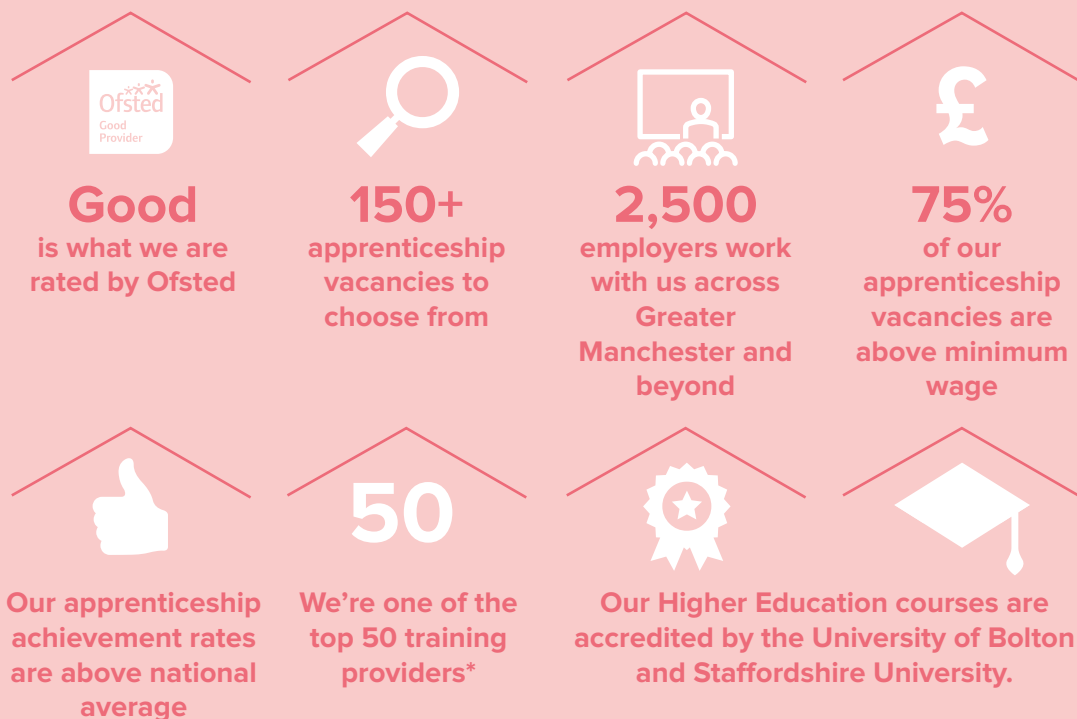 Ofsted
Good
Provider
Good
is what we are
rated by Ofsted
150+
apprenticeship
vacancies to
choose from
2,500
employers work
with us across
Greater
Manchester and
beyond
£
75%
of our
apprenticeship
vacancies are
above minimum
wage
Our apprenticeship
achievement rates
are above national
average
50
We're one of the
top 50 training
providers*
Our Higher Education courses are
accredited by the University of Bolton
and Staffordshire University.